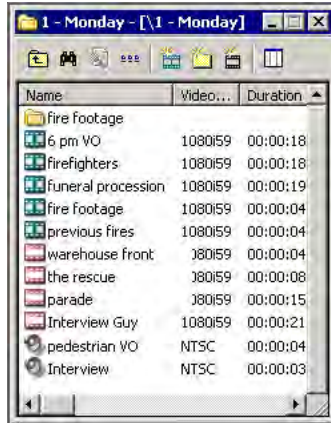 1 - Monday - [\1 - Monday]
Name Video... Duration
fire footage
6 pm VO 1080i59 00:00:18
firefighters 1080i59 00:00:18
funeral procession 1080i59 00:00:19
fire footage 1080i59 00:00:04
previous fires 1080i59 00:00:04
warehouse front )80i59 00:00:04
the rescue )80i59 00:00:08
parade )80i59 00:00:15
Interview Guy 1080i59 00:00:21
pedestrian VO NTSC 00:00:04
Interview NTSC 00:00:03